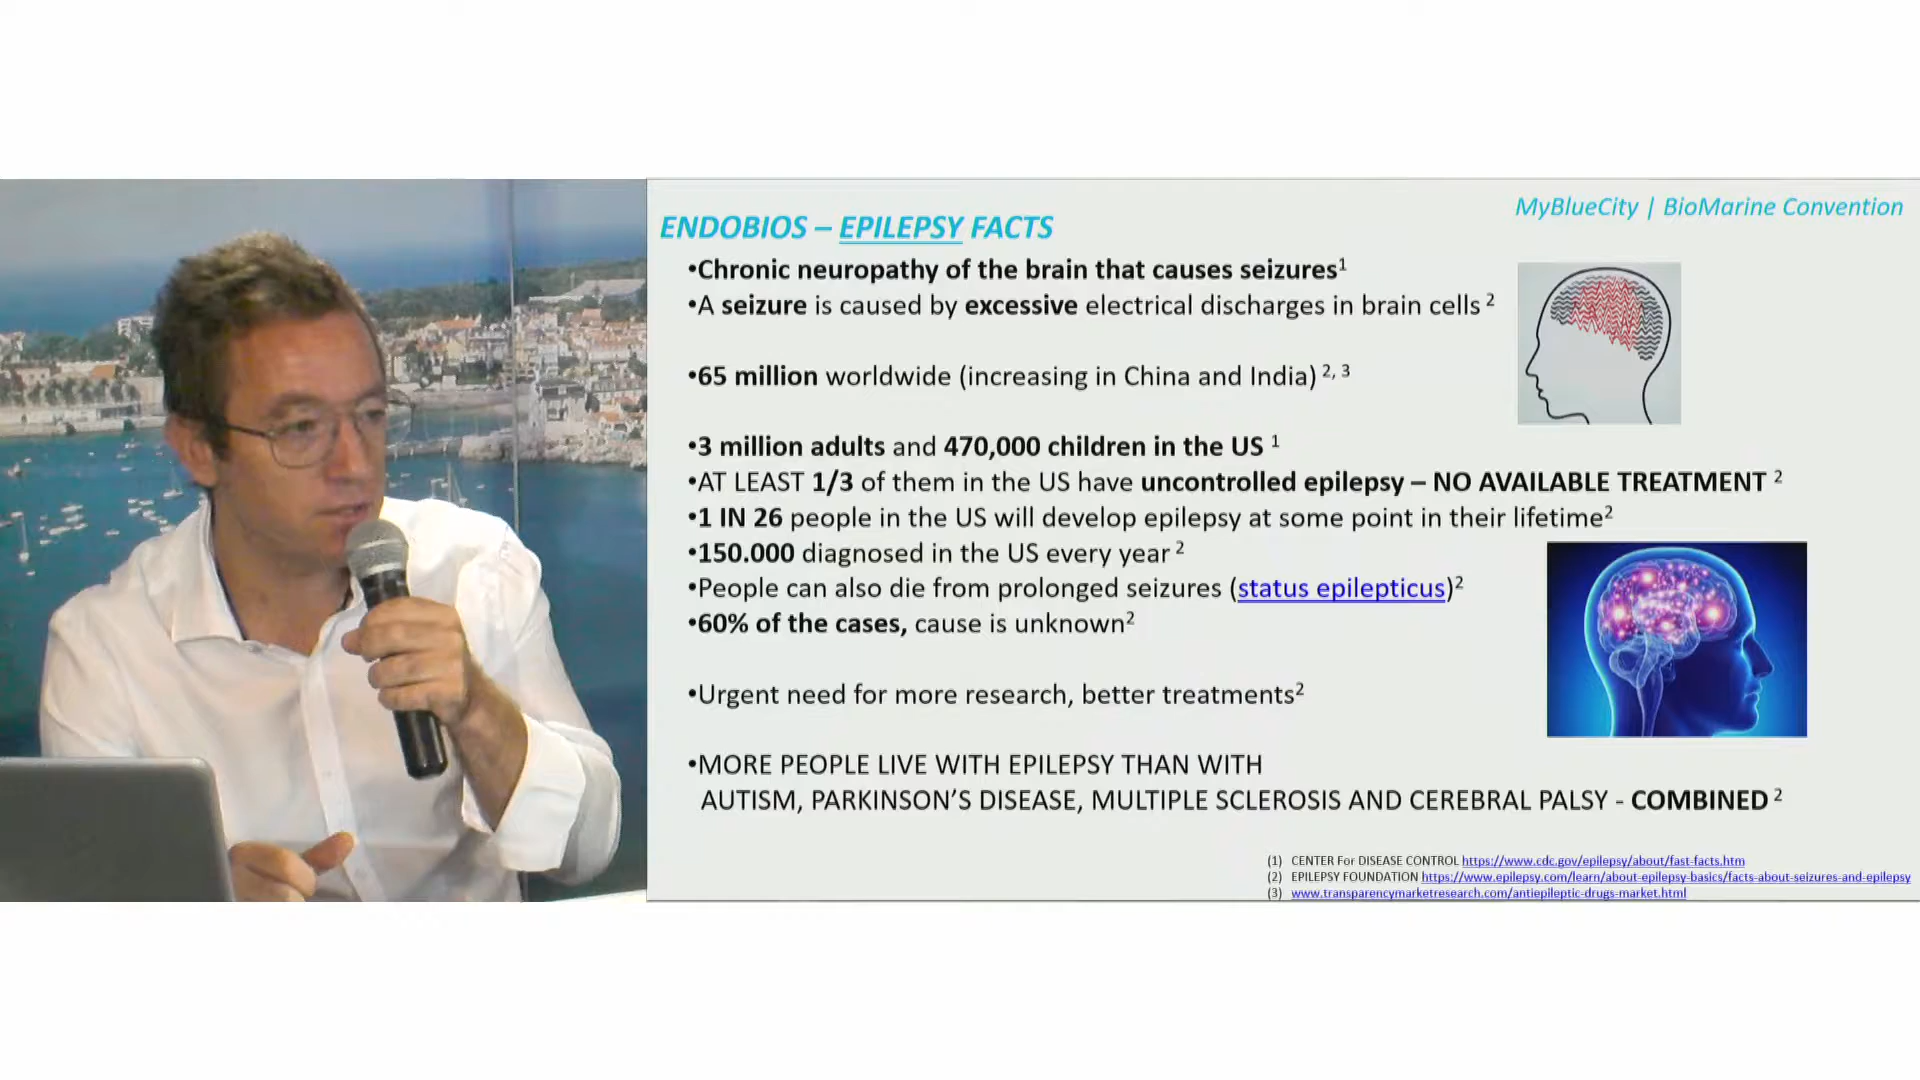 MyBlueCity | BioMarine Convention
ENDOBIOS – EPILEPSY FACTS
•Chronic neuropathy of the brain that causes seizures¹
•A seizure is caused by excessive electrical discharges in brain cells ²
•65 million worldwide (increasing in China and India) ²˒ ³
•3 million adults and 470,000 children in the US ¹
•AT LEAST 1/3 of them in the US have uncontrolled epilepsy – NO AVAILABLE TREATMENT ²
•1 IN 26 people in the US will develop epilepsy at some point in their lifetime²
•150.000 diagnosed in the US every year ²
•People can also die from prolonged seizures (status epilepticus)²
•60% of the cases, cause is unknown²
•Urgent need for more research, better treatments²
•MORE PEOPLE LIVE WITH EPILEPSY THAN WITH
AUTISM, PARKINSON'S DISEASE, MULTIPLE SCLEROSIS AND CEREBRAL PALSY - COMBINED ²
(1) CENTER For DISEASE CONTROL https://www.cdc.gov/epilepsy/about/fast-facts.htm
(2) EPILEPSY FOUNDATION https://www.epilepsy.com/learn/about-epilepsy-basics/facts-about-seizures-and-epilepsy
(3) www.transparencymarketresearch.com/antiepileptic-drugs-market.html